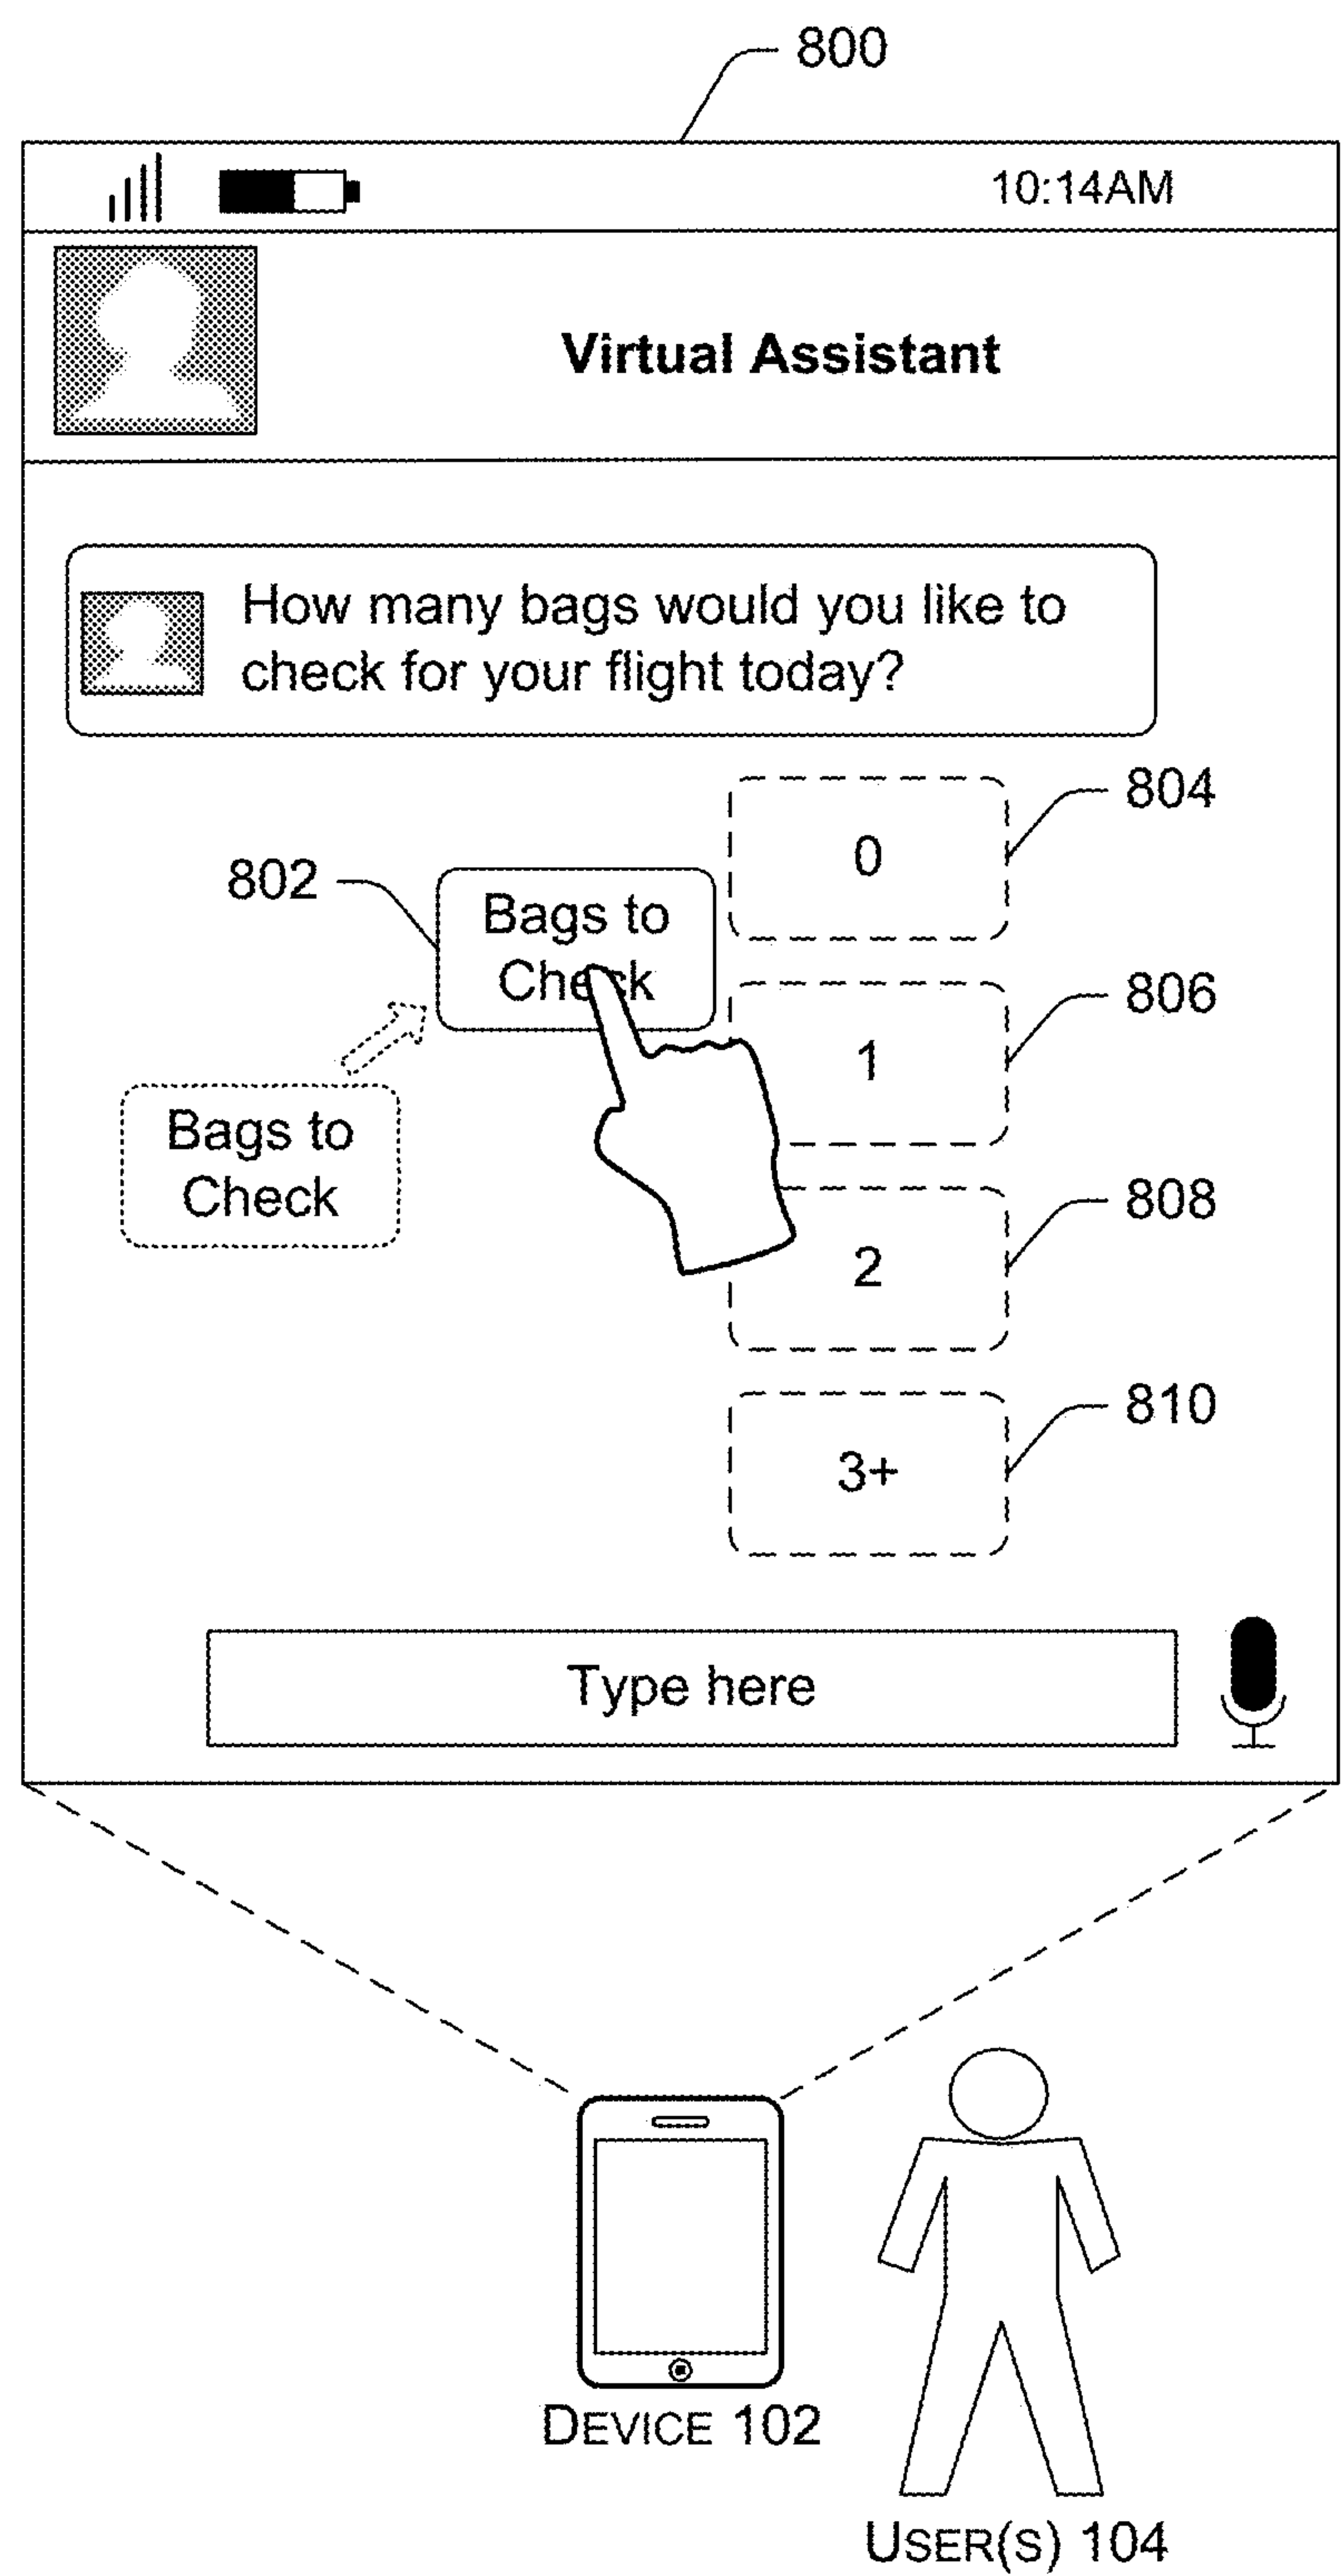 800
10:14AM
Virtual Assistant
How many bags would you like to
check for your flight today?
804
0
802
Bags to
Check
806
1
Bags to
Check
808
2
810
3+
Type here
DEVICE 102
USER(S) 104